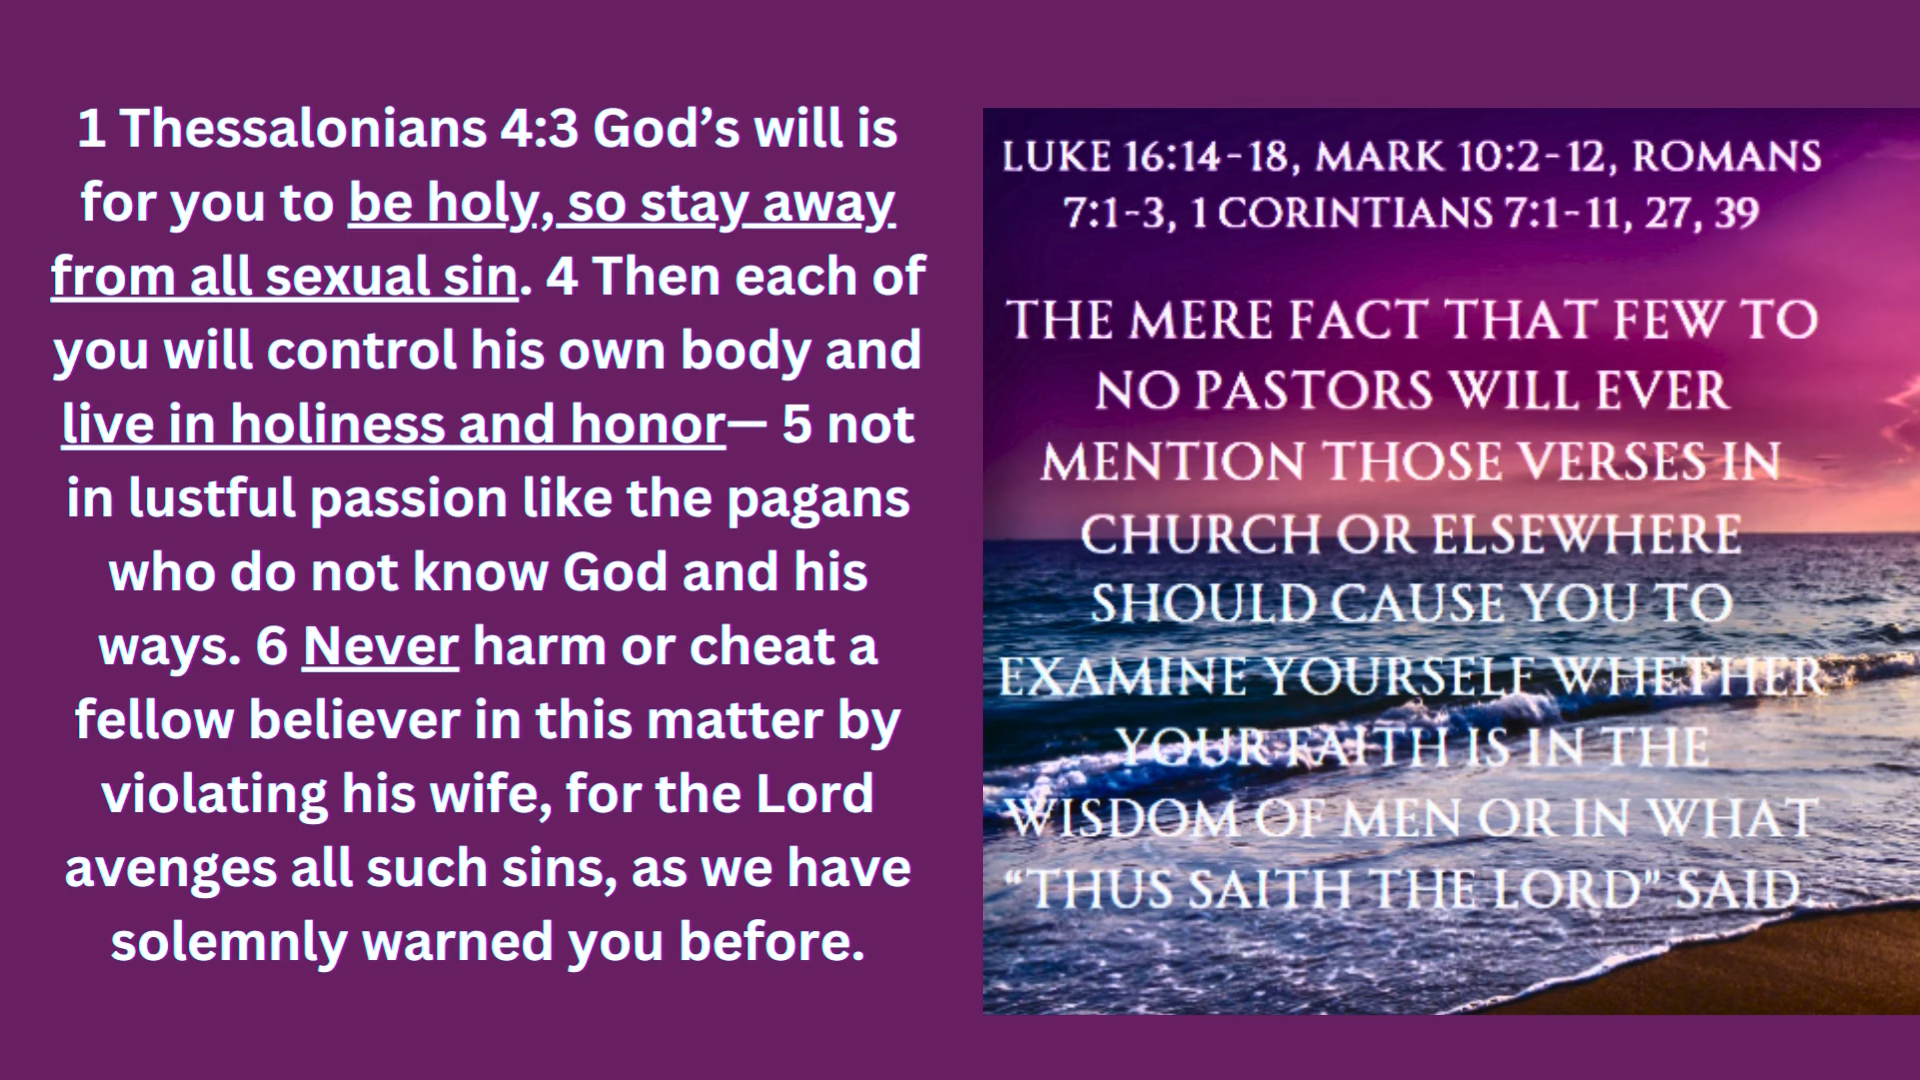 1 Thessalonians 4:3 God’s will is
for you to be holy, so stay away
from all sexual sin. 4 Then each of
you will control his own body and
live in holiness and honor— 5 not
in lustful passion like the pagans
who do not know God and his
ways. 6 Never harm or cheat a
fellow believer in this matter by
violating his wife, for the Lord
avenges all such sins, as we have
solemnly warned you before.
LUKE 16:14-18, MARK 10:2-12, ROMANS
7:1-3, 1 CORINTIANS 7:1-11, 27, 39
THE MERE FACT THAT FEW TO
NO PASTORS WILL EVER
MENTION THOSE VERSES IN
CHURCH OR ELSEWHERE
SHOULD CAUSE YOU TO
EXAMINE YOURSELF WHETHER
YOUR FAITH IS IN THE
WISDOM OF MEN OR IN WHAT
“THUS SAITH THE LORD” SAID.